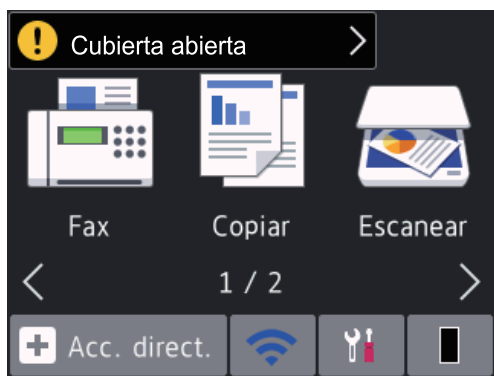 Cubierta abierta
Fax
Copiar
Escanear
1 / 2
Acc. direct.